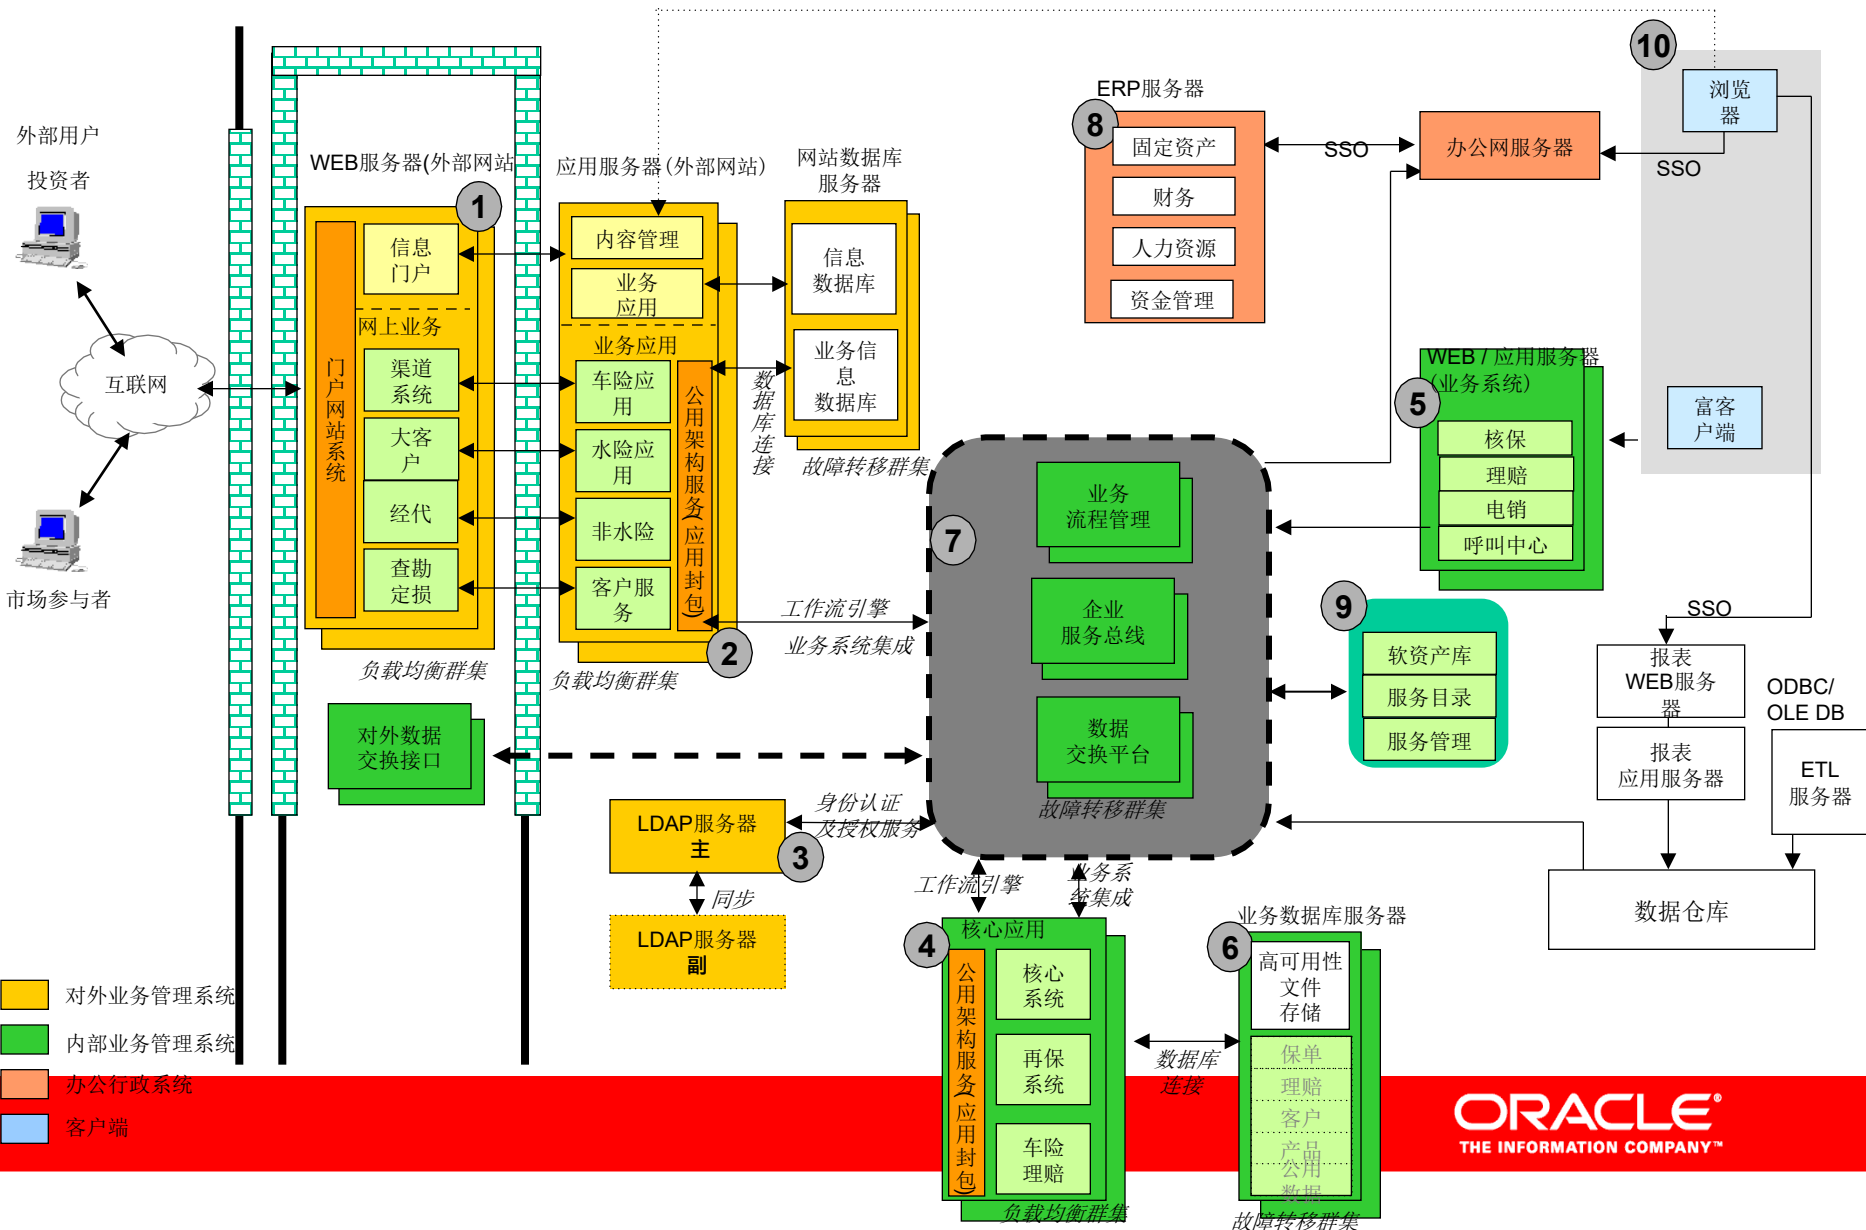 10
浏览
器
ERP服务器
8
固定资产
财务
人力资源
资金管理
SSO
办公网服务器
SSO
外部用户
投资者
互联网
市场参与者
WEB服务器(外部网站
1
门户网站系统
信息
门户
网上业务
渠道
系统
大客
户
经代
查勘
定损
负载均衡群集
应用服务器(外部网站)
内容管理
业务
应用
业务应用
车险应
用
水险应
用
非水险
客户服
务
公用架构服务(应用封包)
2
负载均衡群集
网站数据库
服务器
信息
数据库
业务信
息
数据库
数据库连接
故障转移群集
WEB / 应用服务器
(业务系统)
5
核保
理赔
电销
呼叫中心
富客
户端
7
业务
流程管理
企业
服务总线
数据
交换平台
故障转移群集
工作流引擎
业务系统集成
9
软资产库
服务目录
服务管理
SSO
报表
WEB服务
器
报表
应用服务器
ODBC/
OLE DB
ETL
服务器
数据仓库
对外数据
交换接口
LDAP服务器
主
3
身份认证
及授权服务
同步
LDAP服务器
副
工作流引擎
业务系
统集成
4
核心应用
公用架构服务(应用封包)
核心
系统
再保
系统
车险
理赔
负载均衡群集
数据库
连接
业务数据库服务器
6
高可用性
文件
存储
保单
理赔
客户
产品
公用
数据
故障转移群集
对外业务管理系统
内部业务管理系统
办公行政系统
客户端
ORACLE®
THE INFORMATION COMPANY™